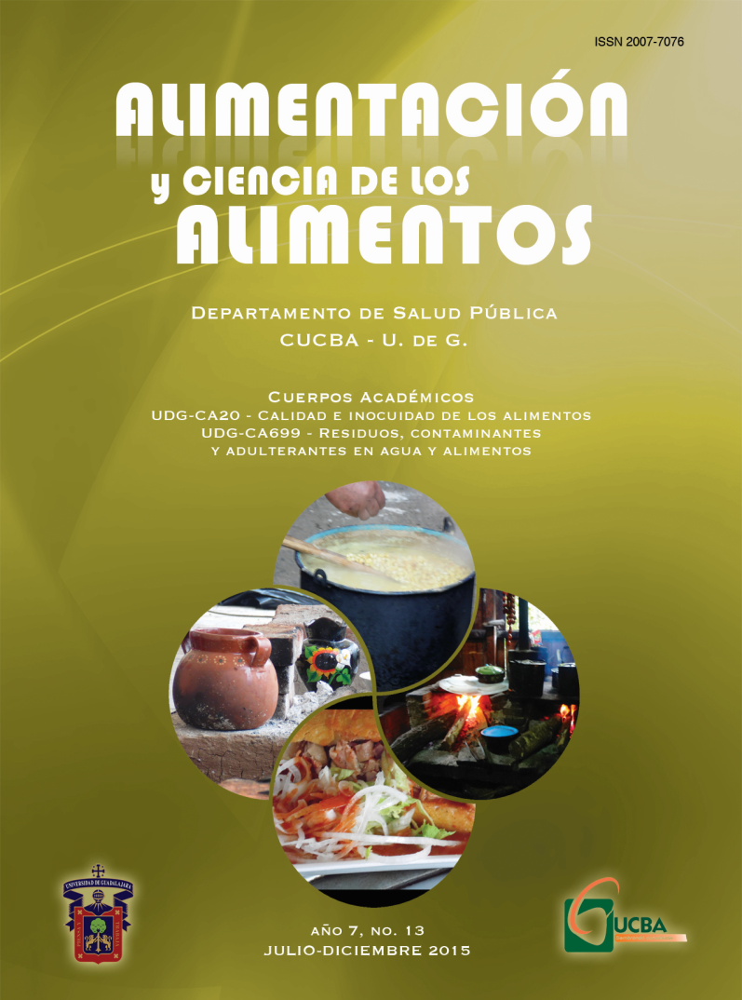 ISSN 2007-7076
ALIMENTACIÓN
y CIENCIA DE LOS
ALIMENTOS
DEPARTAMENTO DE SALUD PÚBLICA
CUCBA - U. DE G.
CUERPOS ACADÉMICOS
UDG-CA20 - CALIDAD E INOCUIDAD DE LOS ALIMENTOS
UDG-CA699 - RESIDUOS, CONTAMINANTES
Y ADULTERANTES EN AGUA Y ALIMENTOS
UNIVERSIDAD DE GUADALAJARA
PIENSA Y TRABAJA
CUCBA
AÑO 7, NO. 13
JULIO-DICIEMBRE 2015